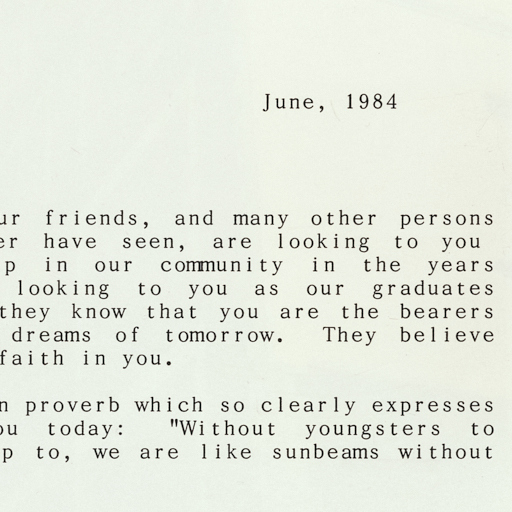 June, 1984
ur friends, and many other persons
er have seen, are looking to you
p in our community in the years
looking to you as our graduates
they know that you are the bearers
dreams of tomorrow. They believe
faith in you.
n proverb which so clearly expresses
ou today: "Without youngsters to
p to, we are like sunbeams without